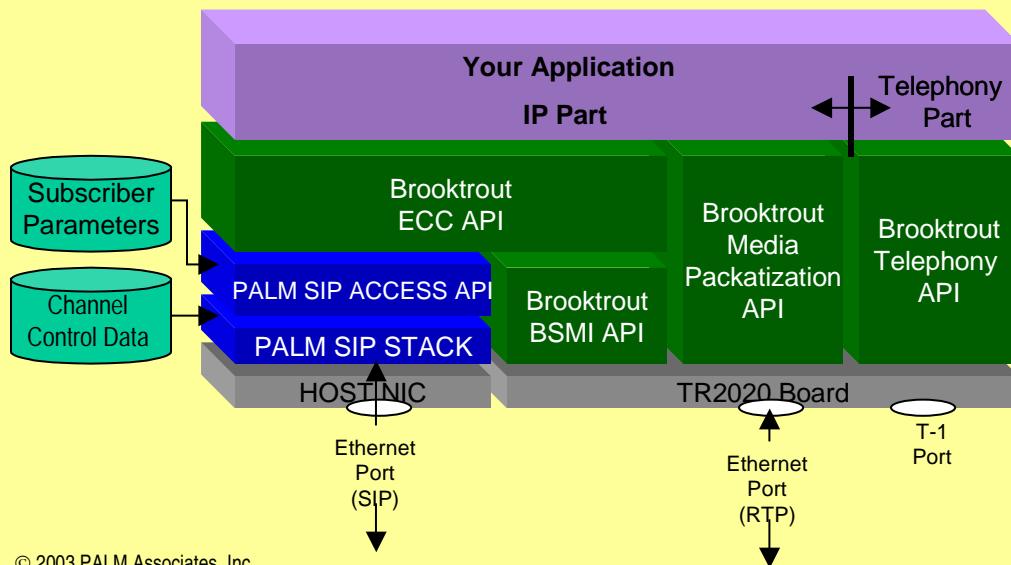 Your Application
IP Part
Telephony
Part
Subscriber
Parameters
Channel
Control Data
Brooktrout
ECC API
PALM SIP ACCESS API
PALM SIP STACK
Brooktrout
BSMI API
Brooktrout
Media
Packatization
API
Brooktrout
Telephony
API
HOST NIC
TR2020 Board
Ethernet
Port
(SIP)
Ethernet
Port
(RTP)
T-1
Port
© 2003 PALM Associates, Inc